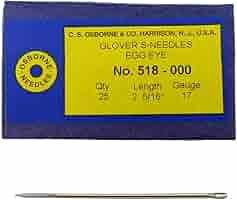 C. S. OSBORNE & CO. HARRISON, N. J., U.S.A.
OSBORNE
NEEDLES
GLOVER'S-NEEDLES
EGG EYE
No. 518 - 000
Qty Length Gauge
25 2 5/16" 17